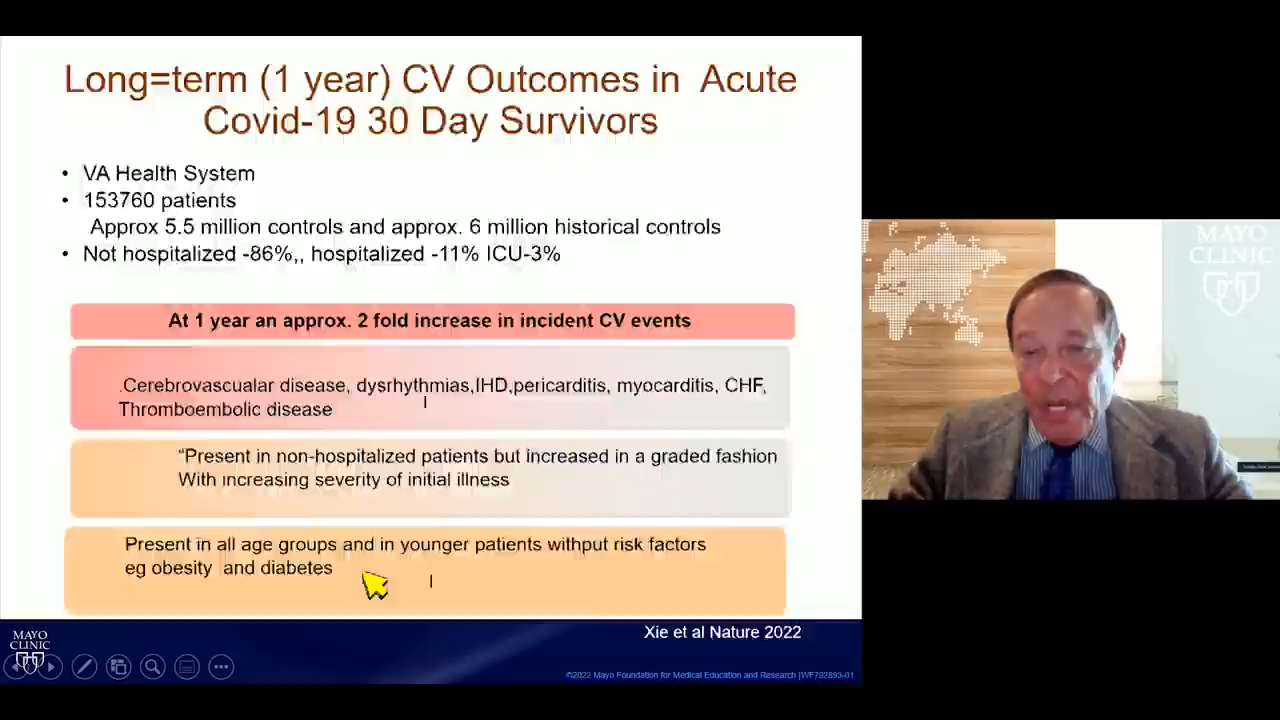 Long=term (1 year) CV Outcomes in Acute
Covid-19 30 Day Survivors
• VA Health System
• 153760 patients
Approx 5.5 million controls and approx. 6 million historical controls
• Not hospitalized -86%,, hospitalized -11% ICU-3%
At 1 year an approx. 2 fold increase in incident CV events
.Cerebrovascualar disease, dysrhythmias,IHD,pericarditis, myocarditis, CHF,
Thromboembolic disease
“Present in non-hospitalized patients but increased in a graded fashion
With increasing severity of initial illness
Present in all age groups and in younger patients withput risk factors
eg obesity and diabetes
Xie et al Nature 2022
MAYO
CLINIC
©2022 Mayo Foundation for Medical Education and Research |WF792893-01
MAYO
CLINIC